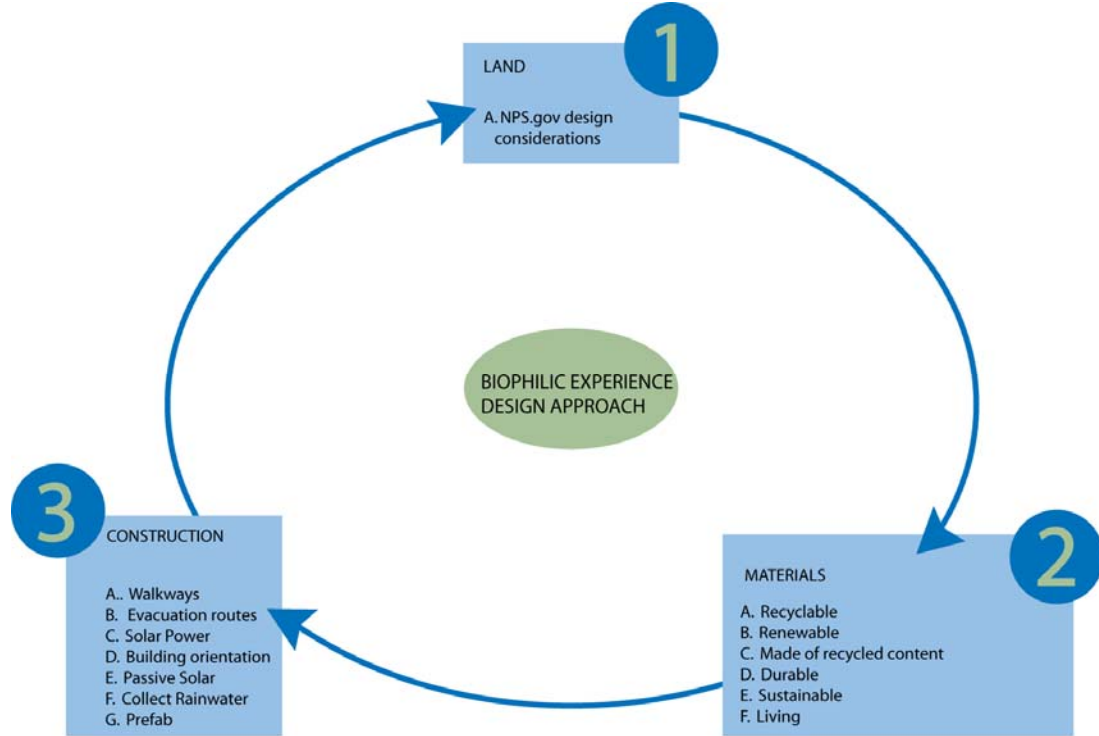 1
LAND
A. NPS.gov design
considerations
BIOPHILIC EXPERIENCE
DESIGN APPROACH
2
MATERIALS
A. Recyclable
B. Renewable
C. Made of recycled content
D. Durable
E. Sustainable
F. Living
3
CONSTRUCTION
A.. Walkways
B. Evacuation routes
C. Solar Power
D. Building orientation
E. Passive Solar
F. Collect Rainwater
G. Prefab